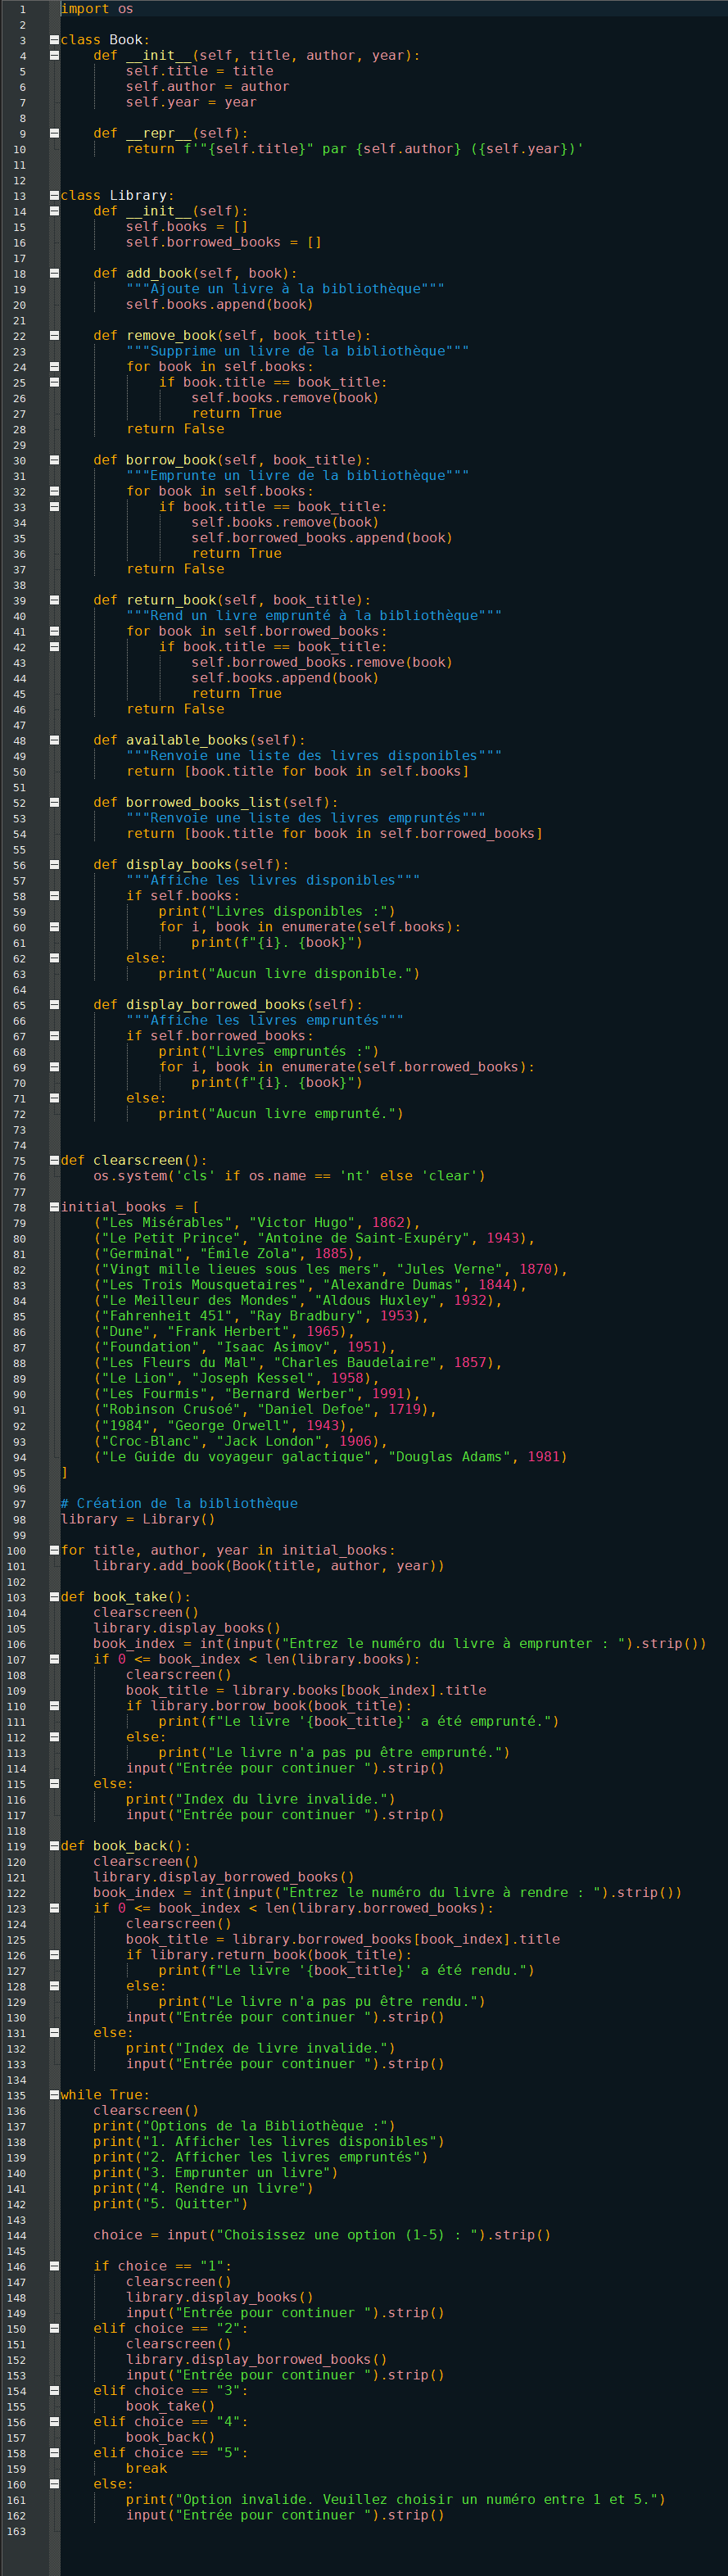 1 import os
2
3 class Book:
4     def __init__(self, title, author, year):
5         self.title = title
6         self.author = author
7         self.year = year
8
9     def __repr__(self):
10         return f'"{self.title}" par {self.author} ({self.year})'
11
12
13 class Library:
14     def __init__(self):
15         self.books = []
16         self.borrowed_books = []
17
18     def add_book(self, book):
19         """Ajoute un livre à la bibliothèque"""
20         self.books.append(book)
21
22     def remove_book(self, book_title):
23         """Supprime un livre de la bibliothèque"""
24         for book in self.books:
25             if book.title == book_title:
26                 self.books.remove(book)
27                 return True
28         return False
29
30     def borrow_book(self, book_title):
31         """Emprunte un livre de la bibliothèque"""
32         for book in self.books:
33             if book.title == book_title:
34                 self.books.remove(book)
35                 self.borrowed_books.append(book)
36                 return True
37         return False
38
39     def return_book(self, book_title):
40         """Rend un livre emprunté à la bibliothèque"""
41         for book in self.borrowed_books:
42             if book.title == book_title:
43                 self.borrowed_books.remove(book)
44                 self.books.append(book)
45                 return True
46         return False
47
48     def available_books(self):
49         """Renvoie une liste des livres disponibles"""
50         return [book.title for book in self.books]
51
52     def borrowed_books_list(self):
53         """Renvoie une liste des livres empruntés"""
54         return [book.title for book in self.borrowed_books]
55
56     def display_books(self):
57         """Affiche les livres disponibles"""
58         if self.books:
59             print("Livres disponibles :")
60             for i, book in enumerate(self.books):
61                 print(f"{i}. {book}")
62         else:
63             print("Aucun livre disponible.")
64
65     def display_borrowed_books(self):
66         """Affiche les livres empruntés"""
67         if self.borrowed_books:
68             print("Livres empruntés :")
69             for i, book in enumerate(self.borrowed_books):
70                 print(f"{i}. {book}")
71         else:
72             print("Aucun livre emprunté.")
73
74
75 def clearscreen():
76     os.system('cls' if os.name == 'nt' else 'clear')
77
78 initial_books = [
79     ("Les Misérables", "Victor Hugo", 1862),
80     ("Le Petit Prince", "Antoine de Saint-Exupéry", 1943),
81     ("Germinal", "Émile Zola", 1885),
82     ("Vingt mille lieues sous les mers", "Jules Verne", 1870),
83     ("Les Trois Mousquetaires", "Alexandre Dumas", 1844),
84     ("Le Meilleur des Mondes", "Aldous Huxley", 1932),
85     ("Fahrenheit 451", "Ray Bradbury", 1953),
86     ("Dune", "Frank Herbert", 1965),
87     ("Foundation", "Isaac Asimov", 1951),
88     ("Les Fleurs du Mal", "Charles Baudelaire", 1857),
89     ("Le Lion", "Joseph Kessel", 1958),
90     ("Les Fourmis", "Bernard Werber", 1991),
91     ("Robinson Crusoé", "Daniel Defoe", 1719),
92     ("1984", "George Orwell", 1943),
93     ("Croc-Blanc", "Jack London", 1906),
94     ("Le Guide du voyageur galactique", "Douglas Adams", 1981)
95 ]
96
97 # Création de la bibliothèque
98 library = Library()
99
100 for title, author, year in initial_books:
101     library.add_book(Book(title, author, year))
102
103 def book_take():
104     clearscreen()
105     library.display_books()
106     book_index = int(input("Entrez le numéro du livre à emprunter : ").strip())
107     if 0 <= book_index < len(library.books):
108         clearscreen()
109         book_title = library.books[book_index].title
110         if library.borrow_book(book_title):
111             print(f"Le livre '{book_title}' a été emprunté.")
112         else:
113             print("Le livre n'a pas pu être emprunté.")
114         input("Entrée pour continuer ").strip()
115     else:
116         print("Index du livre invalide.")
117         input("Entrée pour continuer ").strip()
118
119 def book_back():
120     clearscreen()
121     library.display_borrowed_books()
122     book_index = int(input("Entrez le numéro du livre à rendre : ").strip())
123     if 0 <= book_index < len(library.borrowed_books):
124         clearscreen()
125         book_title = library.borrowed_books[book_index].title
126         if library.return_book(book_title):
127             print(f"Le livre '{book_title}' a été rendu.")
128         else:
129             print("Le livre n'a pas pu être rendu.")
130         input("Entrée pour continuer ").strip()
131     else:
132         print("Index de livre invalide.")
133         input("Entrée pour continuer ").strip()
134
135 while True:
136     clearscreen()
137     print("Options de la Bibliothèque :")
138     print("1. Afficher les livres disponibles")
139     print("2. Afficher les livres empruntés")
140     print("3. Emprunter un livre")
141     print("4. Rendre un livre")
142     print("5. Quitter")
143
144     choice = input("Choisissez une option (1-5) : ").strip()
145
146     if choice == "1":
147         clearscreen()
148         library.display_books()
149         input("Entrée pour continuer ").strip()
150     elif choice == "2":
151         clearscreen()
152         library.display_borrowed_books()
153         input("Entrée pour continuer ").strip()
154     elif choice == "3":
155         book_take()
156     elif choice == "4":
157         book_back()
158     elif choice == "5":
159         break
160     else:
161         print("Option invalide. Veuillez choisir un numéro entre 1 et 5.")
162         input("Entrée pour continuer ").strip()
163